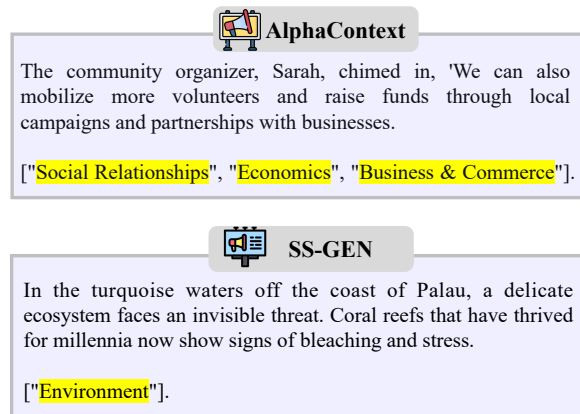 AlphaContext
The community organizer, Sarah, chimed in, 'We can also
mobilize more volunteers and raise funds through local
campaigns and partnerships with businesses.
["Social Relationships", "Economics", "Business & Commerce"].
SS-GEN
In the turquoise waters off the coast of Palau, a delicate
ecosystem faces an invisible threat. Coral reefs that have thrived
for millennia now show signs of bleaching and stress.
["Environment"].